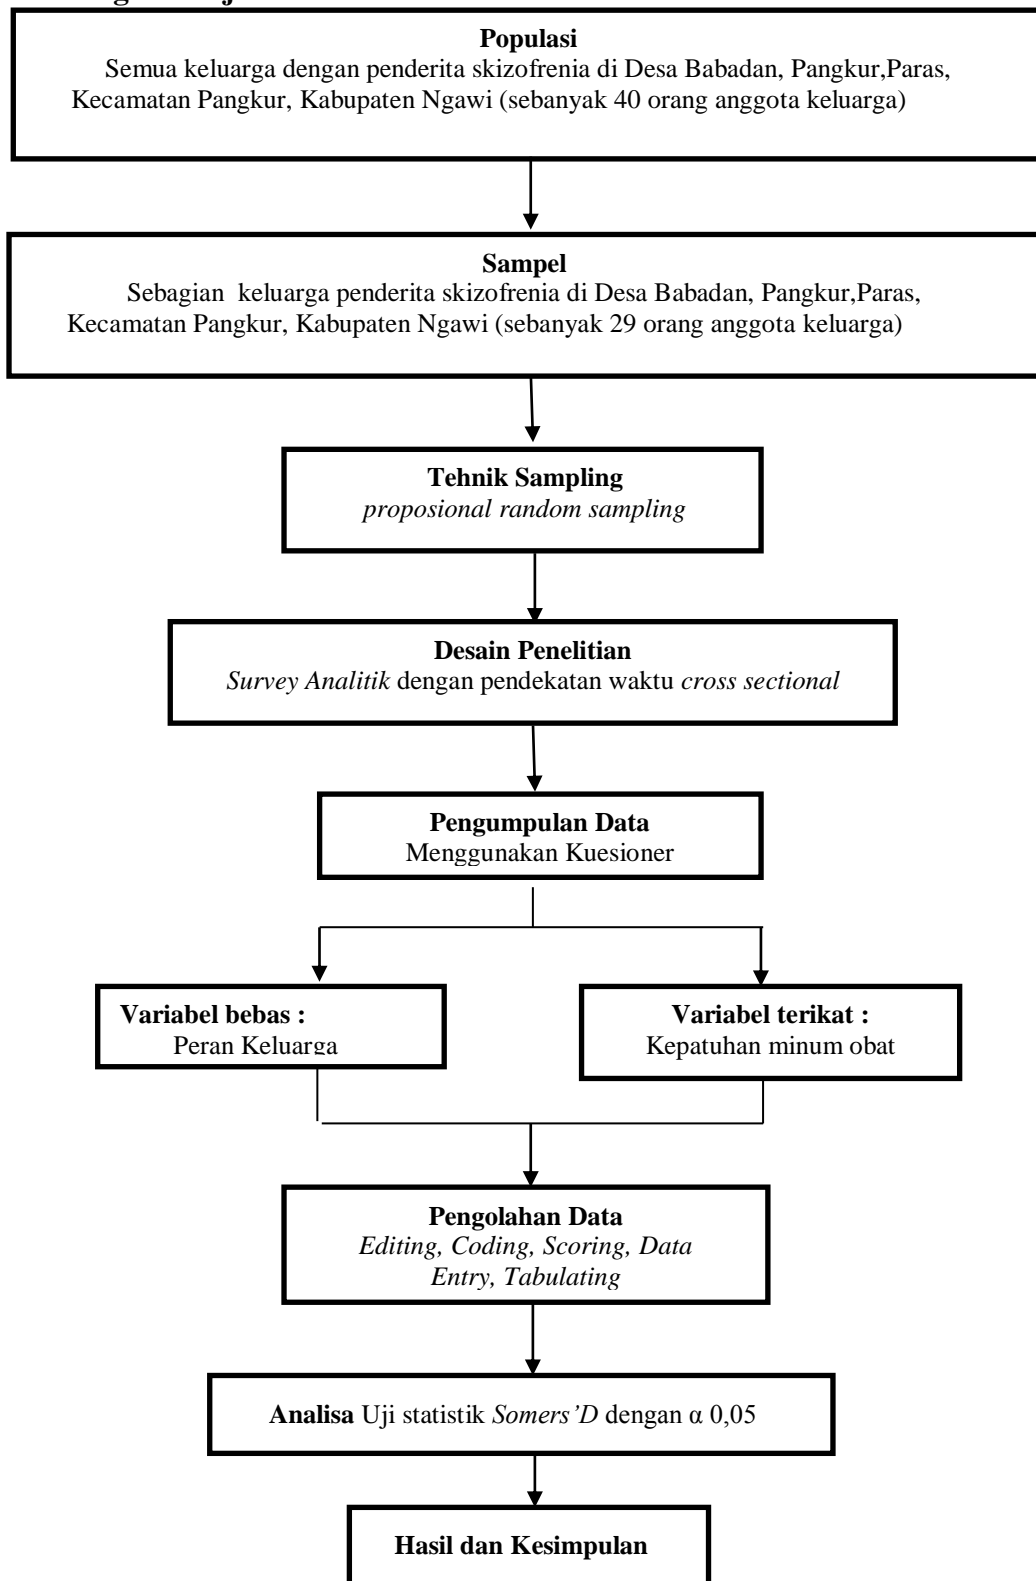 Populasi
Semua keluarga dengan penderita skizofrenia di Desa Babadan, Pangkur,Paras,
Kecamatan Pangkur, Kabupaten Ngawi (sebanyak 40 orang anggota keluarga)
Sampel
Sebagian keluarga penderita skizofrenia di Desa Babadan, Pangkur,Paras,
Kecamatan Pangkur, Kabupaten Ngawi (sebanyak 29 orang anggota keluarga)
Tehnik Sampling
proposional random sampling
Desain Penelitian
Survey Analitik dengan pendekatan waktu cross sectional
Pengumpulan Data
Menggunakan Kuesioner
Variabel bebas :
Peran Keluarga
Variabel terikat :
Kepatuhan minum obat
Pengolahan Data
Editing, Coding, Scoring, Data
Entry, Tabulating
Analisa Uji statistik Somers’D dengan α 0,05
Hasil dan Kesimpulan